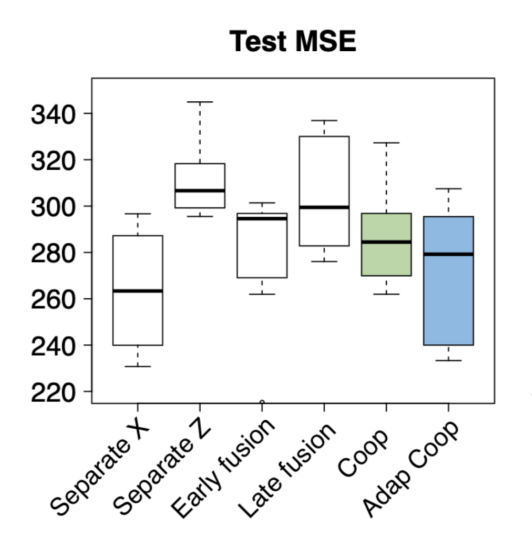 Test MSE
340
320
300
280
260
240
220
Separate X
Separate Z
Early fusion
Late fusion
Coop
Adap Coop